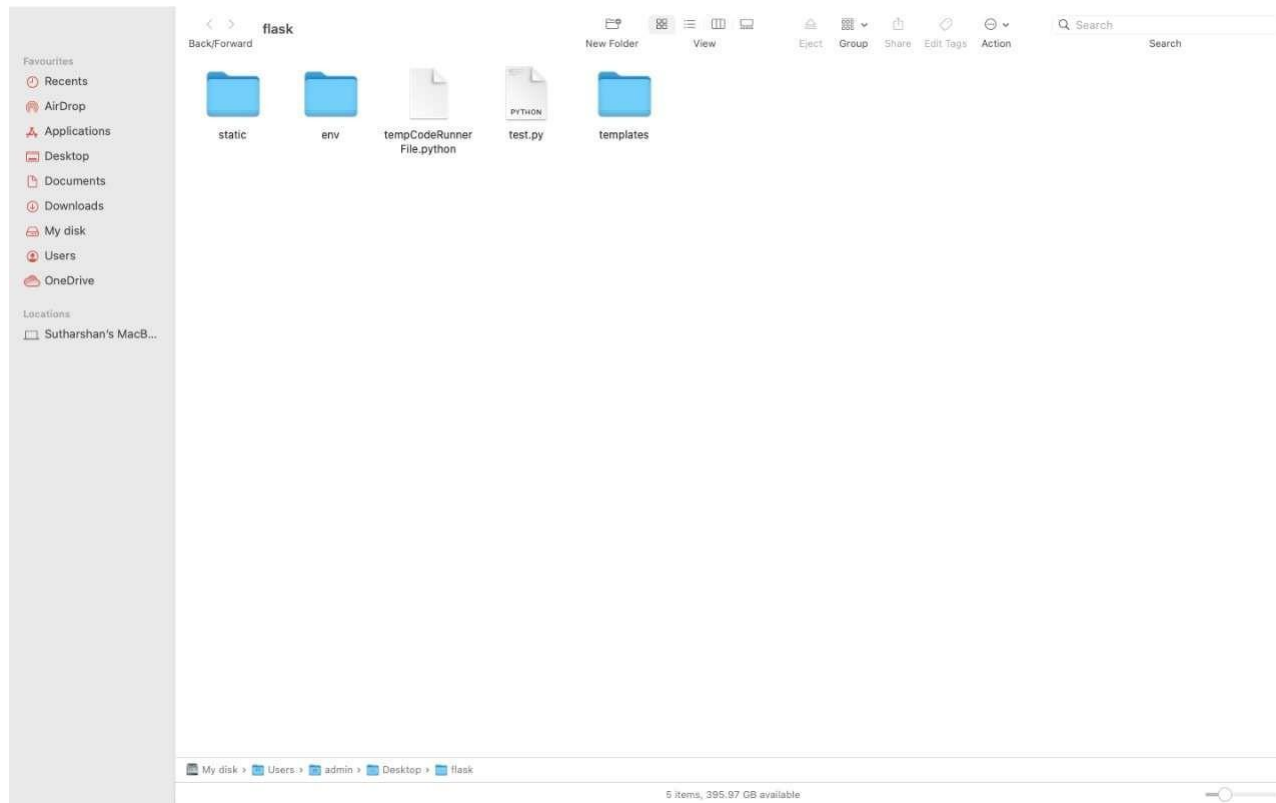 flask
Back/Forward
New Folder
View
Eject
Group
Share
Edit Tags
Action
Search
Search
Favourites
Recents
AirDrop
Applications
Desktop
Documents
Downloads
My disk
Users
OneDrive
Locations
Sutharshan's MacB...
static
env
tempCodeRunner
File.python
PYTHON
test.py
templates
My disk › Users › admin › Desktop › flask
5 items, 395.97 GB available